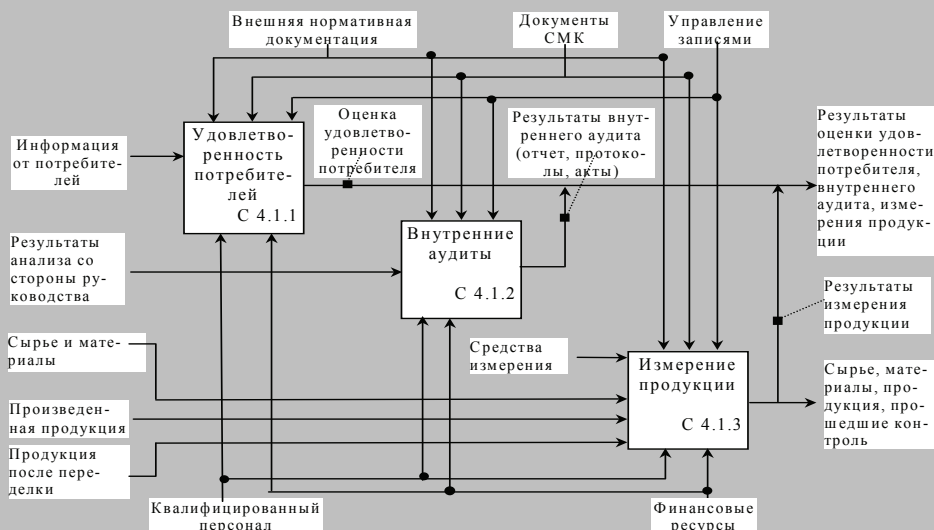 Внешняя нормативная
документация
Документы
СМК
Управление
записями
Информация
от потребите-
лей
Удовлетво-
ренность
потребите-
лей
С 4.1.1
Оценка
удовлетво-
ренности
потребителя
Результаты внут-
реннего аудита
(отчет, протоко-
лы, акты)
Результаты
оценки удов-
летворенности
потребителя,
внутреннего
аудита, из-
мерения продук-
ции
Результаты
анализа со
стороны ру-
ководства
Внутренние
аудиты
С 4.1.2
Результаты
измерения
продукции
Сырье и мате-
риалы
Средства
измерения
Измерение
продукции
С 4.1.3
Сырье, мате-
риалы, про-
дукция, про-
шедшие кон-
троль
Произведен-
ная продукция
Продукция
после пере-
делки
Квалифицированный
персонал
Финансовые
ресурсы